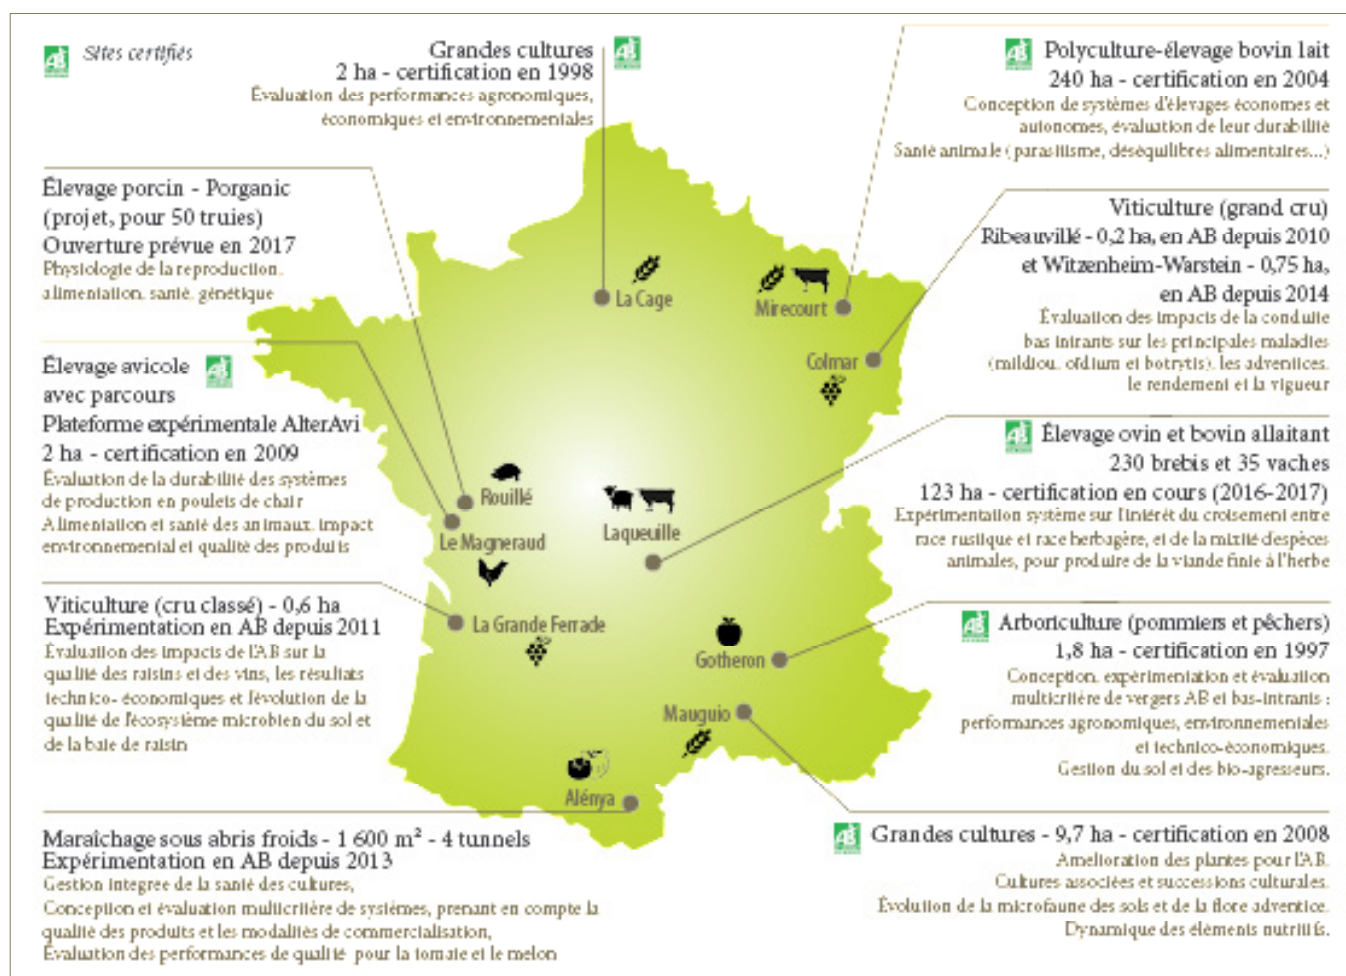 AB Sites certifiés
Grandes cultures AB
2 ha - certification en 1998
Évaluation des performances agronomiques,
économiques et environnementales
AB Polyculture-élevage bovin lait
240 ha - certification en 2004
Conception de systèmes d'élevages économes et
autonomes, évaluation de leur durabilité
Santé animale (parasitisme, déséquilibres alimentaires...)
Élevage porcin - Porganic
(projet, pour 50 truies)
Ouverture prévue en 2017
Physiologie de la reproduction,
alimentation, santé, génétique
Viticulture (grand cru)
Ribeauvillé - 0,2 ha, en AB depuis 2010
et Witzenheim-Warstein - 0,75 ha,
en AB depuis 2014
Évaluation des impacts de la conduite
bas intrants sur les principales maladies
(mildiou, oïdium et botrytis), les adventices,
le rendement et la vigueur
Élevage avicole AB
avec parcours
Plateforme expérimentale AlterAvi
2 ha - certification en 2009
Évaluation de la durabilité des systèmes
de production en poulets de chair
Alimentation et santé des animaux, impact
environnemental et qualité des produits
AB Élevage ovin et bovin allaitant
230 brebis et 35 vaches
123 ha - certification en cours (2016-2017)
Expérimentation système sur l'intérêt du croisement entre
race rustique et race herbagère, et de la mixité d'espèces
animales, pour produire de la viande finie à l'herbe
Viticulture (cru classé) - 0,6 ha
Expérimentation en AB depuis 2011
Évaluation des impacts de l'AB sur la
qualité des raisins et des vins, les résultats
technico- économiques et l'évolution de la
qualité de l'écosystème microbien du sol et
de la baie de raisin
AB Arboriculture (pommiers et pêchers)
1,8 ha - certification en 1997
Conception, expérimentation et évaluation
multicritère de vergers AB et bas-intrants :
performances agronomiques, environnementales
et technico-économiques.
Gestion du sol et des bio-agresseurs.
Maraîchage sous abris froids - 1 600 m² - 4 tunnels
Expérimentation en AB depuis 2013
Gestion integree de la santé des cultures,
Conception et évaluation multicritère de systèmes, prenant en compte la
qualité des produits et les modalités de commercialisation,
Évaluation des performances de qualité pour la tomate et le melon
AB Grandes cultures - 9,7 ha - certification en 2008
Amelioration des plantes pour l'AB.
Cultures associées et successions culturales.
Évolution de la microfaune des sols et de la flore adventice.
Dynamique des éléments nutritifs.
La Cage
Mirecourt
Colmar
Rouillé
Le Magneraud
Laqueuille
La Grande Ferrade
Gotheron
Mauguio
Alénya